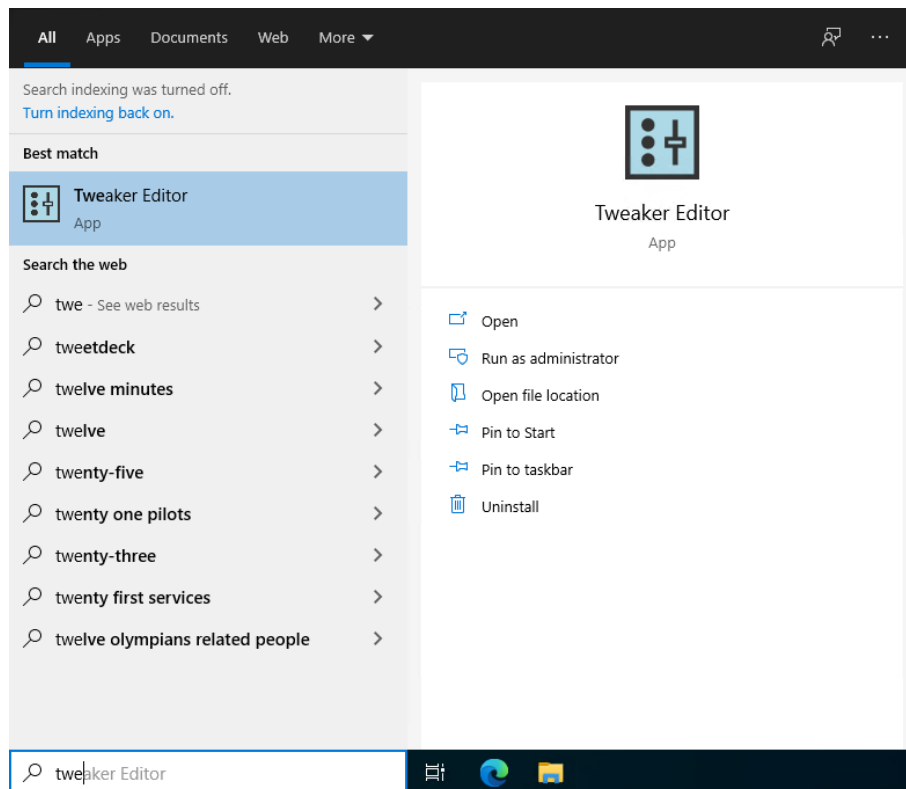 All Apps Documents Web More
Search indexing was turned off.
Turn indexing back on.
Best match
Tweaker Editor
App
Search the web
twe - See web results
tweetdeck
twelve minutes
twelve
twenty-five
twenty one pilots
twenty-three
twenty first services
twelve olympians related people
Tweaker Editor
App
Open
Run as administrator
Open file location
Pin to Start
Pin to taskbar
Uninstall
tweaker Editor